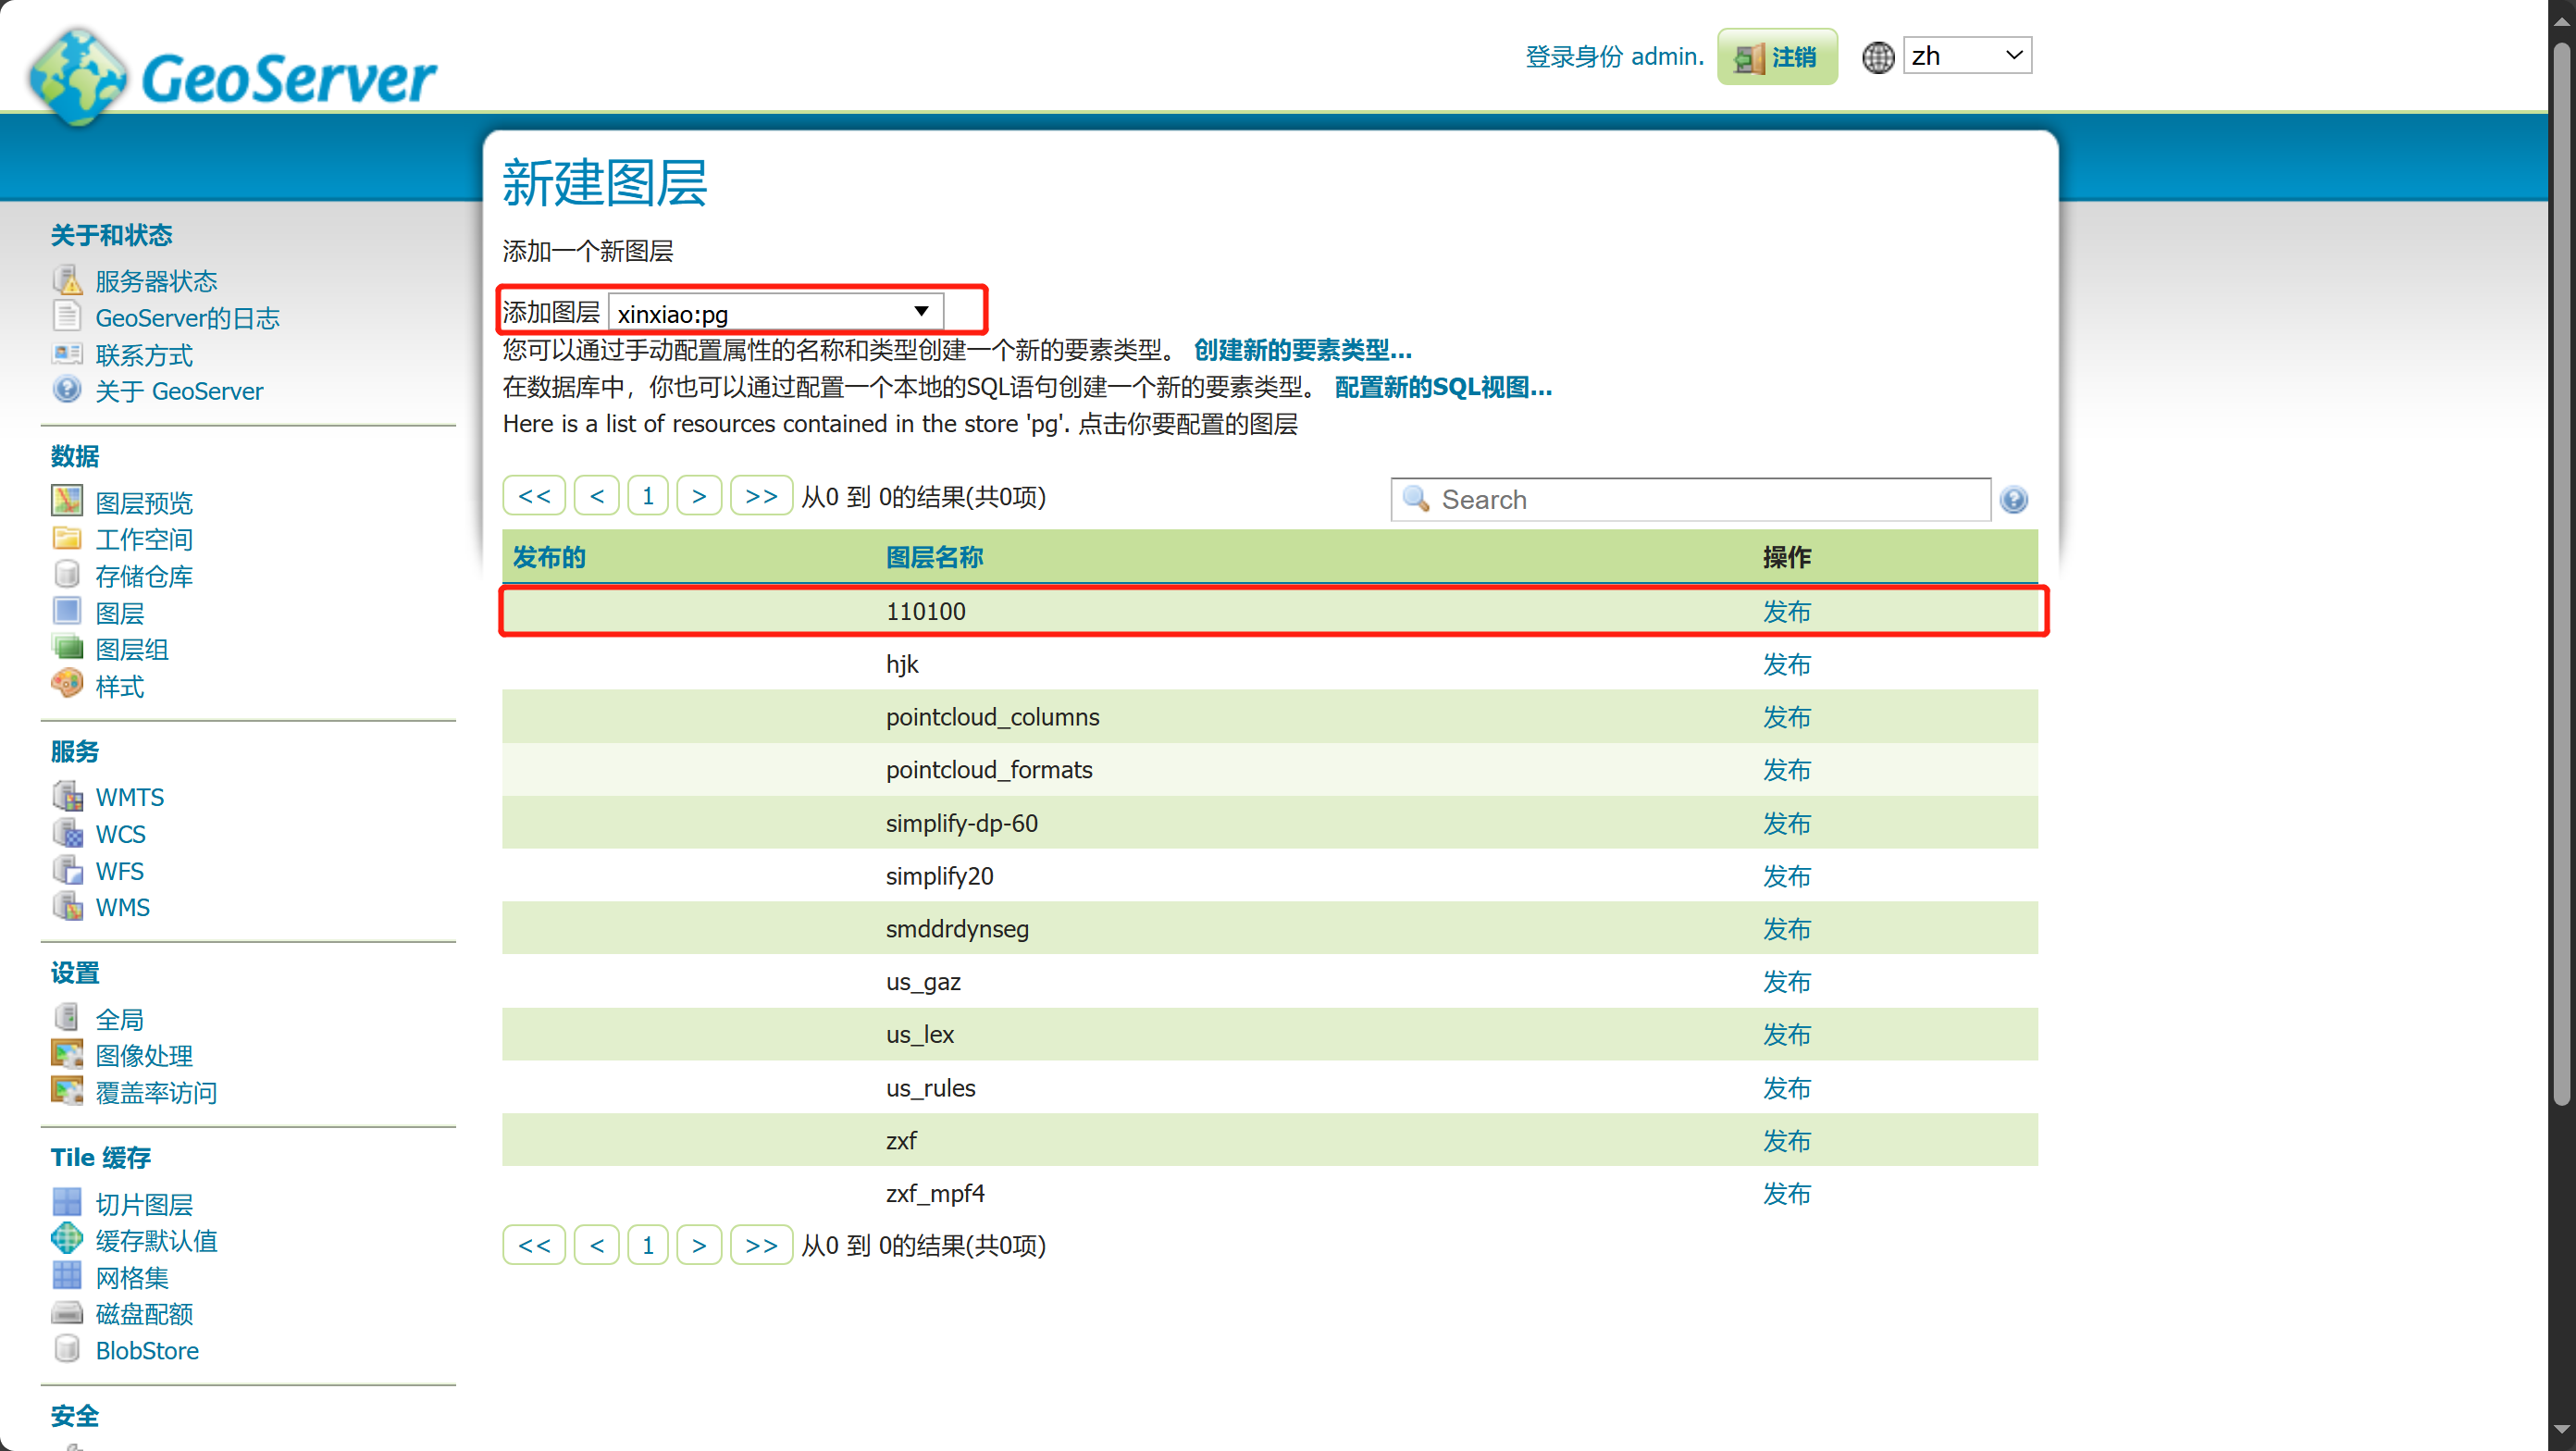 GeoServer
登录身份 admin.
注销
zh
新建图层
添加一个新图层
添加图层 xinxiao:pg
您可以通过手动配置属性的名称和类型创建一个新的要素类型。 创建新的要素类型...
在数据库中，你也可以通过配置一个本地的SQL语句创建一个新的要素类型。 配置新的SQL视图...
Here is a list of resources contained in the store 'pg'. 点击你要配置的图层
<< < 1 > >> 从0 到 0的结果(共0项)
Search
发布的 图层名称 操作
110100 发布
hjk 发布
pointcloud_columns 发布
pointcloud_formats 发布
simplify-dp-60 发布
simplify20 发布
smddrdynseg 发布
us_gaz 发布
us_lex 发布
us_rules 发布
zxf 发布
zxf_mpf4 发布
<< < 1 > >> 从0 到 0的结果(共0项)
关于和状态
服务器状态
GeoServer的日志
联系方式
关于 GeoServer
数据
图层预览
工作空间
存储仓库
图层
图层组
样式
服务
WMTS
WCS
WFS
WMS
设置
全局
图像处理
覆盖率访问
Tile 缓存
切片图层
缓存默认值
网格集
磁盘配额
BlobStore
安全